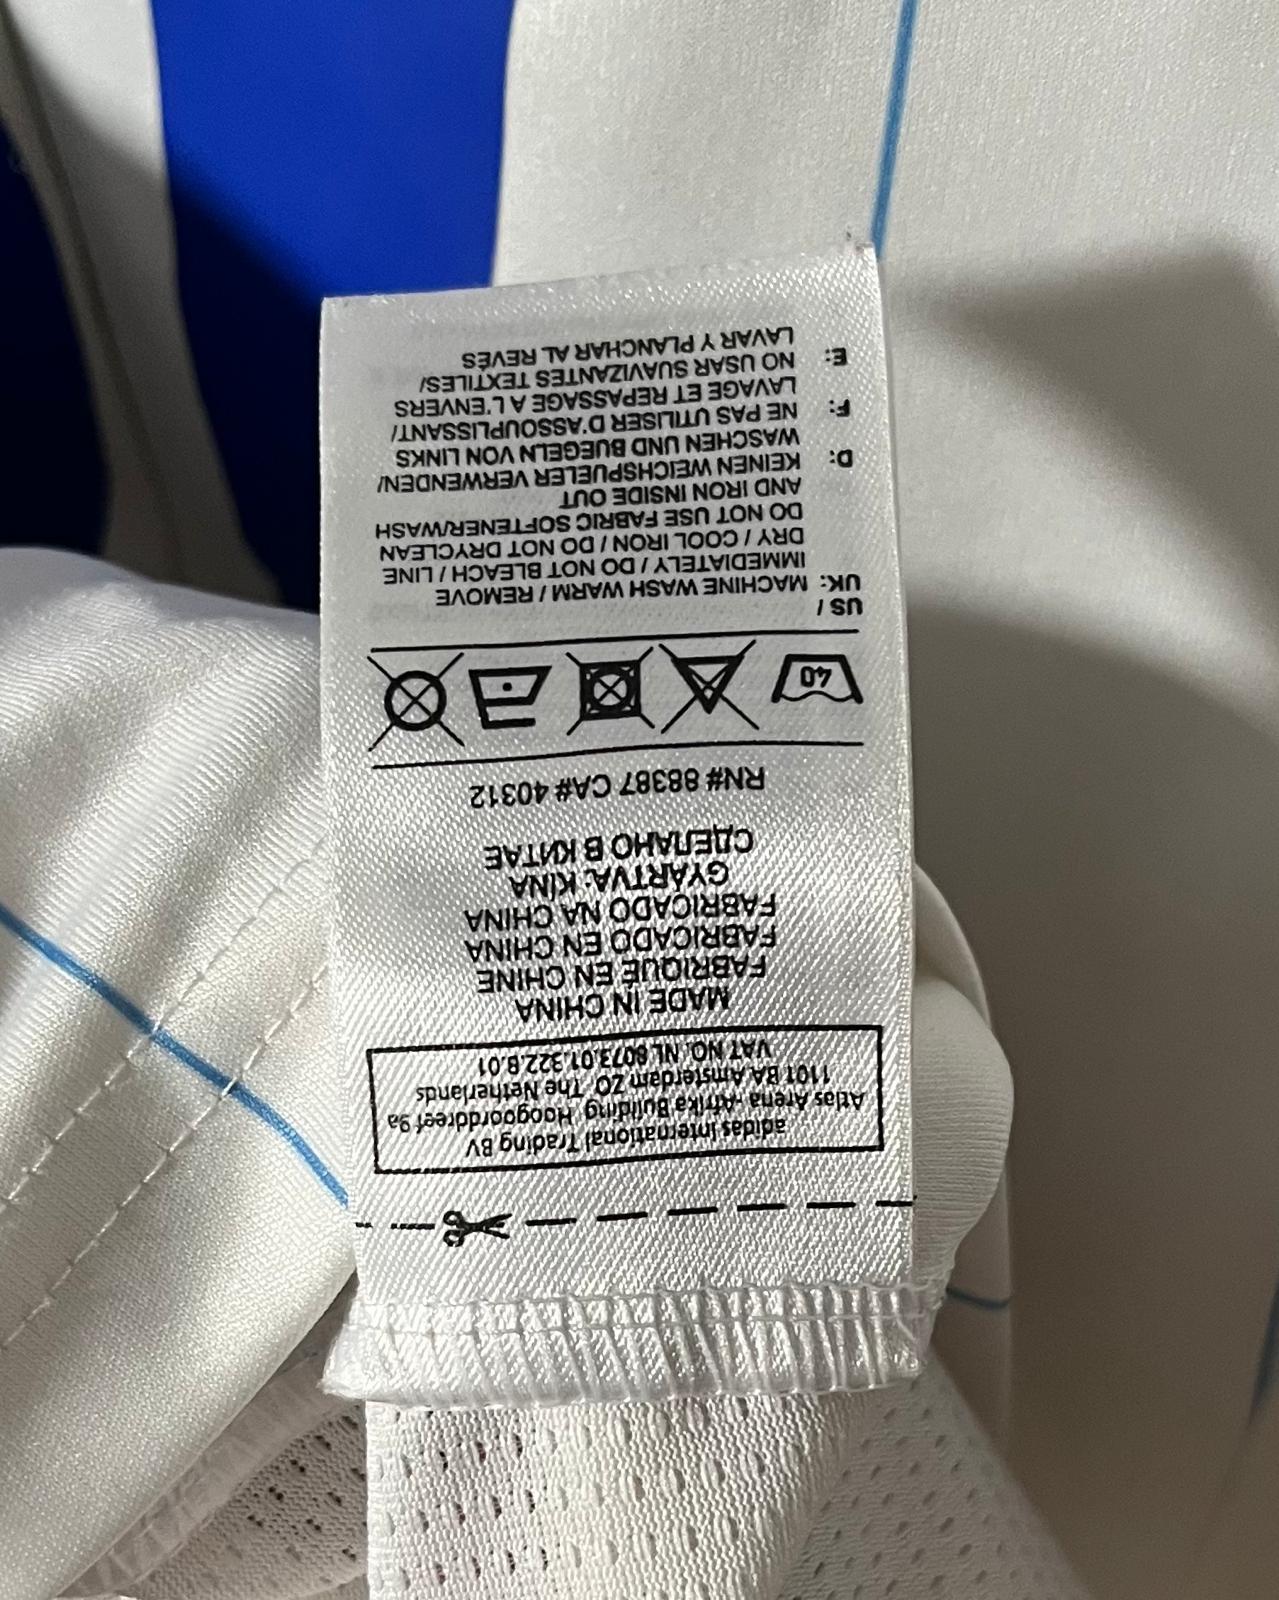 adidas International Trading BV
Atlas Arena -Afrika Building, Hoogoorddreef 9a
1101 BA Amsterdam ZO, The Netherlands
VAT NO. NL 8073.01.322.B.01
MADE IN CHINA
FABRIQUÉ EN CHINE
FABRICADO EN CHINA
FABRICADO NA CHINA
GYÁRTVA: KÍNA
СДЕЛАНО В КИТАЕ
RN# 88387 CA# 40312
40
US /
UK: MACHINE WASH WARM / REMOVE
IMMEDIATELY / DO NOT BLEACH / LINE
DRY / COOL IRON / DO NOT DRYCLEAN
DO NOT USE FABRIC SOFTENER/WASH
AND IRON INSIDE OUT
D: KEINEN WEICHSPUELER VERWENDEN/
WASCHEN UND BUEGELN VON LINKS
F: NE PAS UTILISER D'ASSOUPLISSANT/
LAVAGE ET REPASSAGE A L'ENVERS
E: NO USAR SUAVIZANTES TEXTILES/
LAVAR Y PLANCHAR AL REVÉS